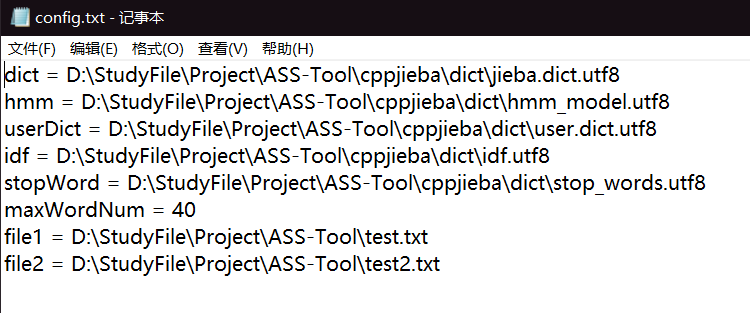 config.txt - 记事本
文件(F) 编辑(E) 格式(O) 查看(V) 帮助(H)
dict = D:\StudyFile\Project\ASS-Tool\cppjieba\dict\jieba.dict.utf8
hmm = D:\StudyFile\Project\ASS-Tool\cppjieba\dict\hmm_model.utf8
userDict = D:\StudyFile\Project\ASS-Tool\cppjieba\dict\user.dict.utf8
idf = D:\StudyFile\Project\ASS-Tool\cppjieba\dict\idf.utf8
stopWord = D:\StudyFile\Project\ASS-Tool\cppjieba\dict\stop_words.utf8
maxWordNum = 40
file1 = D:\StudyFile\Project\ASS-Tool\test.txt
file2 = D:\StudyFile\Project\ASS-Tool\test2.txt